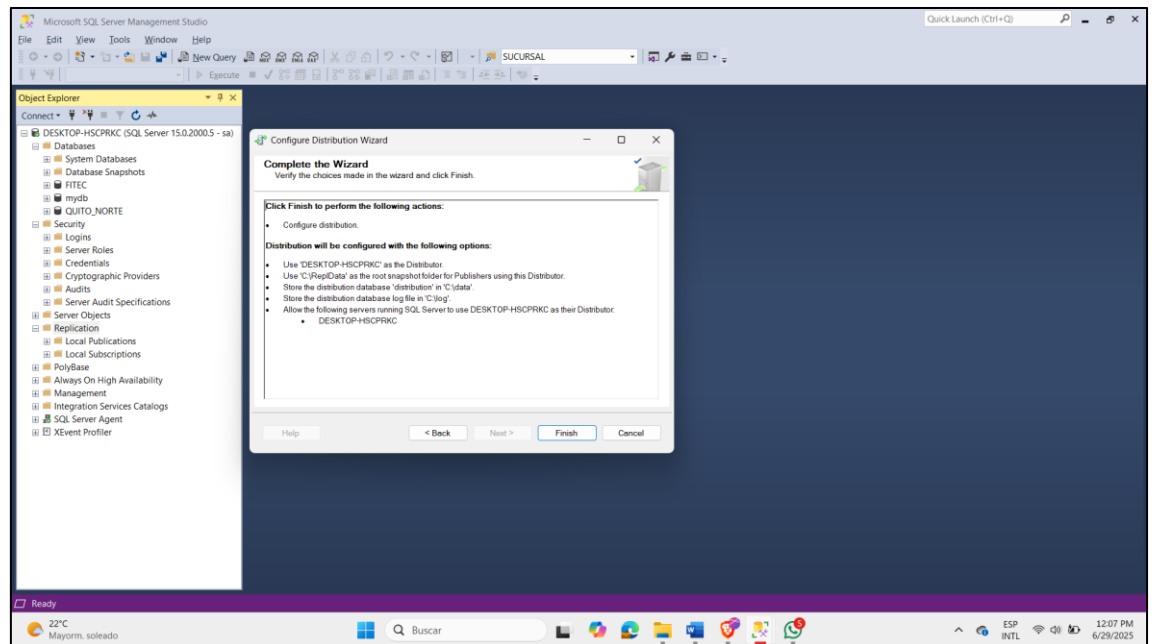 Microsoft SQL Server Management Studio
Quick Launch (Ctrl+Q)
File Edit View Tools Window Help
New Query
SUCURSAL
Execute
Object Explorer
Connect
DESKTOP-HSCPRKC (SQL Server 15.0.2000.5 - sa)
Databases
System Databases
Database Snapshots
FITEC
mydb
QUITO_NORTE
Security
Logins
Server Roles
Credentials
Cryptographic Providers
Audits
Server Audit Specifications
Server Objects
Replication
Local Publications
Local Subscriptions
PolyBase
Always On High Availability
Management
Integration Services Catalogs
SQL Server Agent
XEvent Profiler
Configure Distribution Wizard
Complete the Wizard
Verify the choices made in the wizard and click Finish.
Click Finish to perform the following actions:
• Configure distribution.
Distribution will be configured with the following options:
• Use 'DESKTOP-HSCPRKC' as the Distributor.
• Use 'C:\ReplData' as the root snapshot folder for Publishers using this Distributor.
• Store the distribution database 'distribution' in 'C:\data'.
• Store the distribution database log file in 'C:\log'.
• Allow the following servers running SQL Server to use DESKTOP-HSCPRKC as their Distributor:
• DESKTOP-HSCPRKC
Help
< Back
Next >
Finish
Cancel
Ready
22°C
Mayorm. soleado
Buscar
ESP
INTL
12:07 PM
6/29/2025